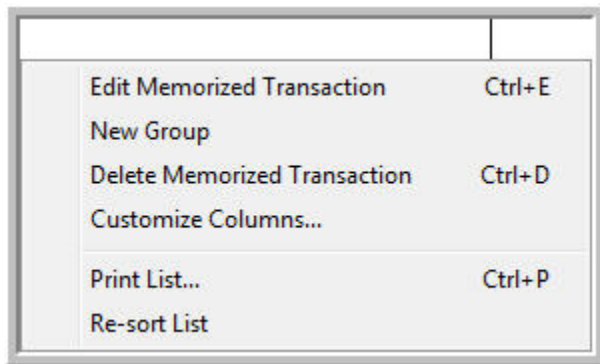 Edit Memorized Transaction Ctrl+E
New Group
Delete Memorized Transaction Ctrl+D
Customize Columns...
Print List... Ctrl+P
Re-sort List